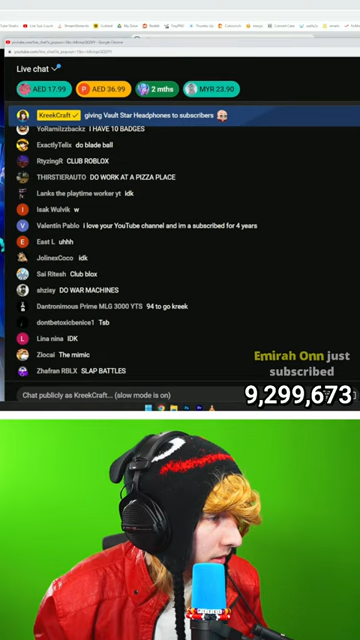 Live chat
AED 17.99
P AED 36.99
2 mths
MYR 23.90
KreekCraft giving Vault Star Headphones to subscribers
YoRamiizzbackz I HAVE 10 BADGES
ExactlyTelix do blade ball
RtyzingR CLUB ROBLOX
THIRSTIERAUTO DO WORK AT A PIZZA PLACE
Lanks the playtime worker yt idk
Isak Wulvik w
V Valentin Pablo i love your YouTube channel and im a subscribed for 4 years
E East L uhhh
JolinexCoco idk
Sai Ritesh Club blox
shzisy DO WAR MACHINES
Dantronimous Prime MLG 3000 YTS 94 to go kreek
dontbetoxicbenice1 Tsb
L Lina nina IDK
Zlocai The mimic
Zhafran RBLX SLAP BATTLES
Emirah Onn just
subscribed
9,299,673
Chat publicly as KreekCraft... (slow mode is on)